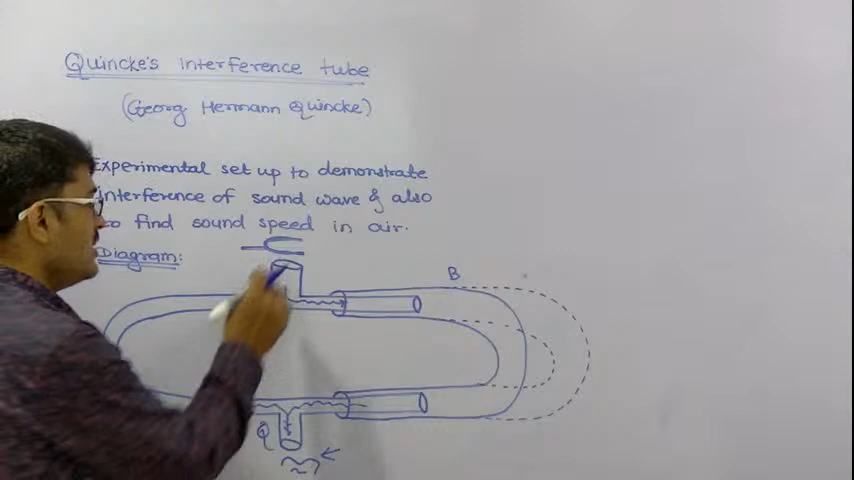 Quincke's interference tube
(Georg Hermann Quincke)
Experimental set up to demonstrate
interference of sound wave & also
to find sound speed in air.
Diagram:
B
Q